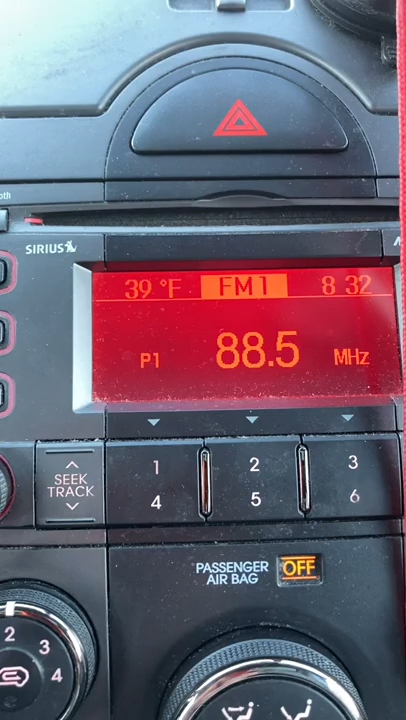 SIRIUS
39 °F FM1 8 32
P1 88.5 MHz
SEEK
TRACK
1 2 3
4 5 6
PASSENGER
AIR BAG
OFF
2 3
4